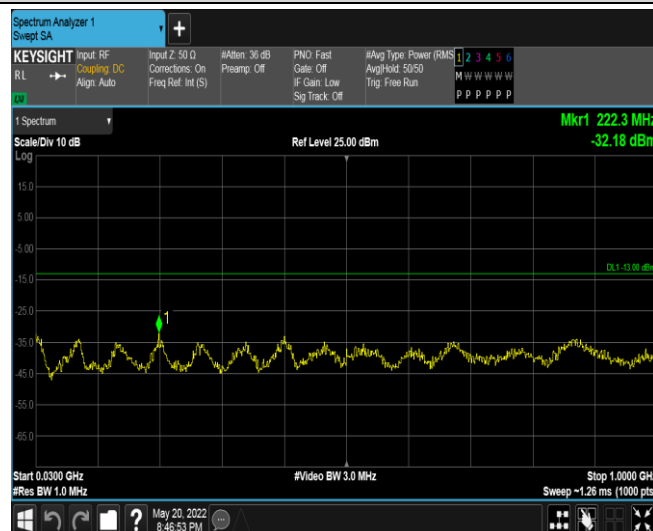 Spectrum Analyzer 1
Swept SA
+
KEYSIGHT
RL
Input: RF
Coupling: DC
Align: Auto
Input Z: 50 Ω
Corrections: On
Freq Ref: Int (S)
#Atten: 36 dB
Preamp: Off
PNO: Fast
Gate: Off
IF Gain: Low
Sig Track: Off
#Avg Type: Power (RMS
Avg|Hold: 50/50
Trig: Free Run
1 2 3 4 5 6
M W W W W W
P P P P P P
1 Spectrum
Mkr1 222.3 MHz
Scale/Div 10 dB
Ref Level 25.00 dBm
-32.18 dBm
Log
15.0
5.00
-5.00
DL1 -13.00 dBm
-15.0
-25.0
1
-35.0
-45.0
-55.0
-65.0
Start 0.0300 GHz
#Video BW 3.0 MHz
Stop 1.0000 GHz
#Res BW 1.0 MHz
Sweep ~1.26 ms (1000 pts)
?
May 20, 2022
8:46:53 PM